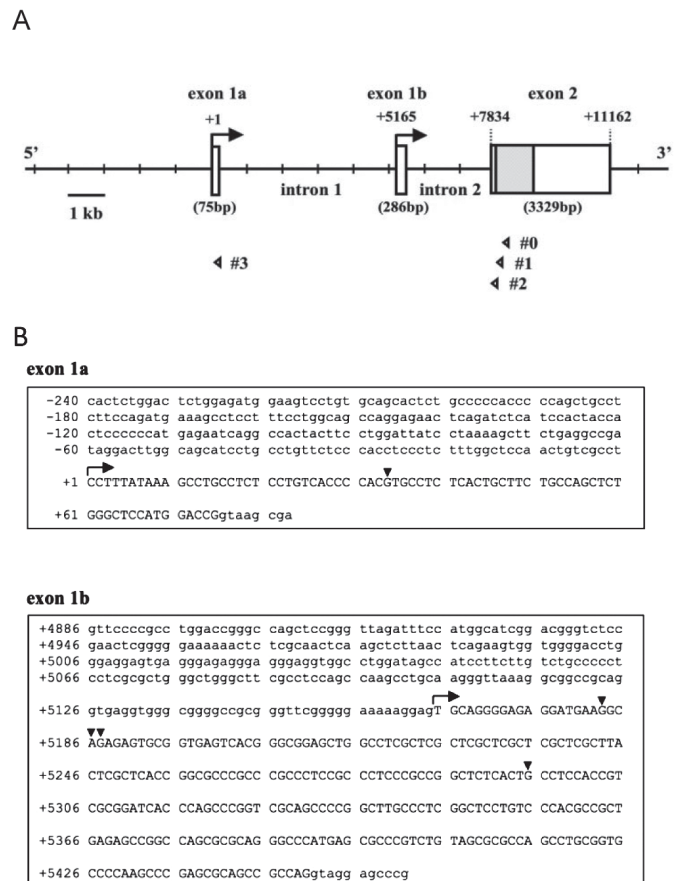 A
exon 1a
exon 1b
exon 2
+1
+5165
+7834
+11162
5'
3'
intron 1
intron 2
1 kb
(75bp)
(286bp)
(3329bp)
#0
#3
#1
#2
B
exon 1a
-240 cactctggac tctggagatg gaagtcctgt gcagcactct gcccccaccc ccagctgcct
-180 cttccagatg aaagcctcct ttcctggcag ccaggagaac tcagatctca tccactacca
-120 ctccccccat gagaatcagg ccactacttc ctggattatc ctaaaagctt ctgaggccga
-60 taggacttgg cagcatcctg cctgttctcc cacctccctc tttggctcca actgtcgcct
+1 CCTTTATAAA GCCTGCCTCT CCTGTCACCC CACGTGCCTC TCACTGCTTC TGCCAGCTCT
+61 GGGCTCCATG GACCGgtaag cga
exon 1b
+4886 gttccccgcc tggaccgggc cagctccggg ttagatttcc atggcatcgg acgggtctcc
+4946 gaactcgggg gaaaaaactc tcgcaactca agctcttaac tcagaagtgg tggggacctg
+5006 ggaggagtga gggagaggga gggaggtggc ctggatagcc atccttcttg tctgccccct
+5066 cctcgcgctg ggctgggctt cgcctccagc caagcctgca agggttaaag gcggccgcag
+5126 gtgaggtggg cggggccgcg ggttcggggg aaaaaggagT GCAGGGGAGA GGATGAAGGC
+5186 AGAGAGTGCG GGTGAGTCACGG GCGGAGCTGG GCCTCGCTCG CTCGCTCGCT CGCTCGCTTA
+5246 CTCGCTCACC GGCGCCCGCC CGCCCTCCGC CCTCCCGCCG GCTCTCACTG CCTCCACCGT
+5306 CGCGGATCAC CCAGCCCGGT CGCAGCCCCG GCTTGCCCTC GGCTCCTGTC CCACGCCGCT
+5366 GAGAGCCGGC CAGCGCGCAG GGCCCATGAG CGCCCGTCTG TAGCGCGCCA GCCTGCGGTG
+5426 CCCCAAGCCC GAGCGCAGCC GCCAGgtagg agcccg